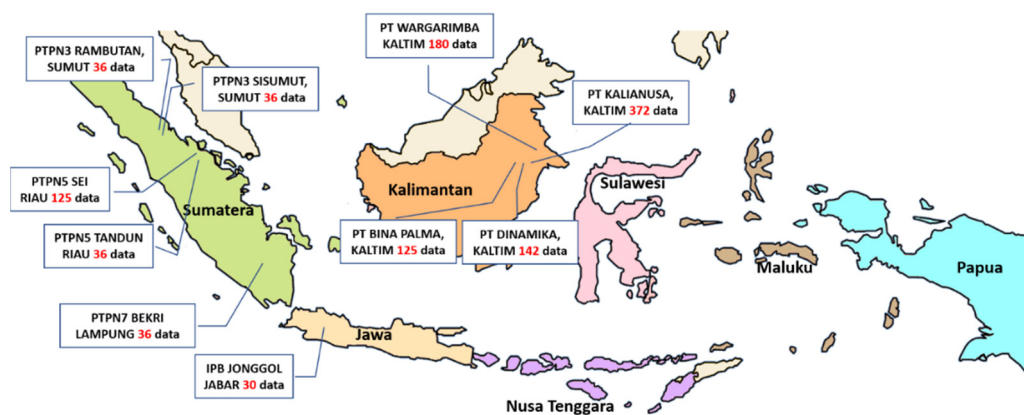 PTPN3 RAMBUTAN,
SUMUT 36 data
PTPN3 SISUMUT,
SUMUT 36 data
PT WARGARIMBA
KALTIM 180 data
PT KALIANUSA,
KALTIM 372 data
PTPN5 SEI
RIAU 125 data
PTPN5 TANDUN
RIAU 36 data
Sumatera
Kalimantan
Sulawesi
PT BINA PALMA,
KALTIM 125 data
PT DINAMIKA,
KALTIM 142 data
Maluku
Papua
PTPN7 BEKRI
LAMPUNG 36 data
Jawa
IPB JONGGOL
JABAR 30 data
Nusa Tenggara